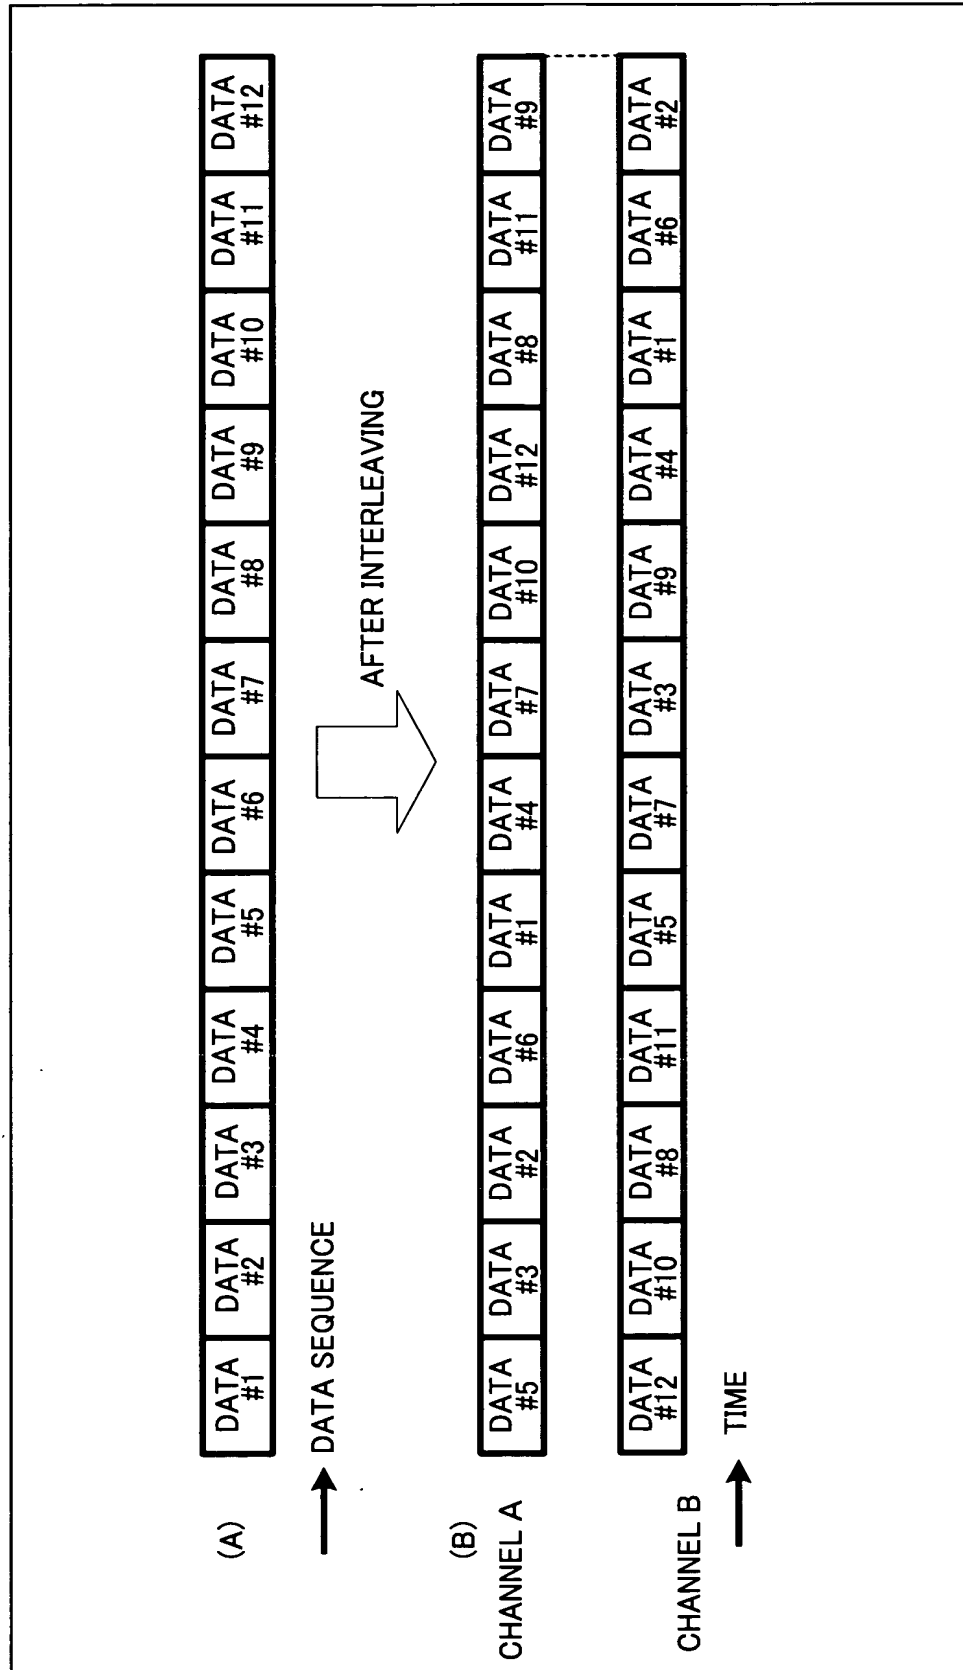 (A)
DATA #1
DATA #2
DATA #3
DATA #4
DATA #5
DATA #6
DATA #7
DATA #8
DATA #9
DATA #10
DATA #11
DATA #12
DATA SEQUENCE
AFTER INTERLEAVING
(B)
CHANNEL A
DATA #5
DATA #3
DATA #2
DATA #6
DATA #1
DATA #4
DATA #7
DATA #10
DATA #12
DATA #8
DATA #11
DATA #9
CHANNEL B
DATA #12
DATA #10
DATA #8
DATA #11
DATA #5
DATA #7
DATA #3
DATA #9
DATA #4
DATA #1
DATA #6
DATA #2
TIME